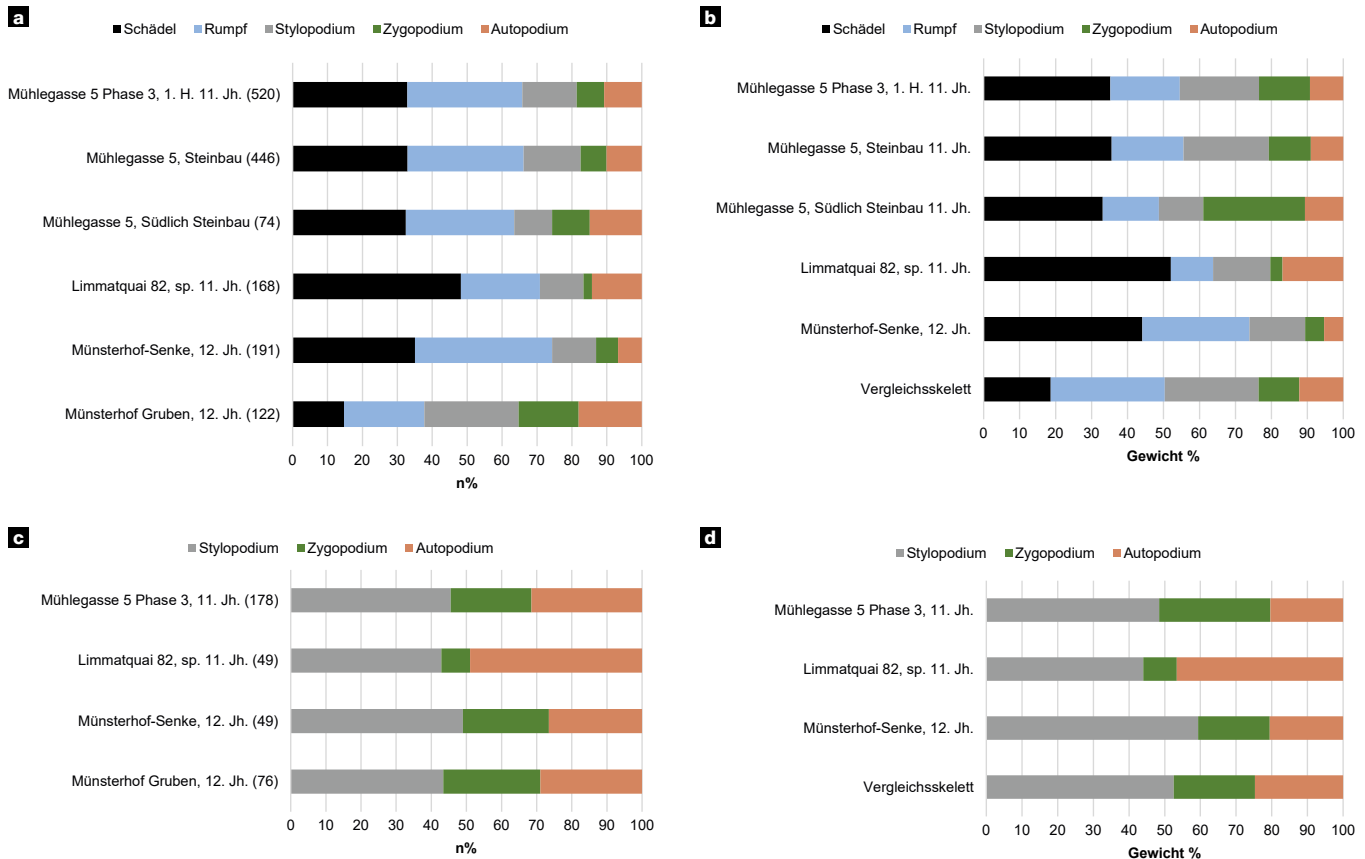 a
Schädel Rumpf Stylopodium Zygopodium Autopodium
Mühlegasse 5 Phase 3, 1. H. 11. Jh. (520)
Mühlegasse 5, Steinbau (446)
Mühlegasse 5, Südlich Steinbau (74)
Limmatquai 82, sp. 11. Jh. (168)
Münsterhof-Senke, 12. Jh. (191)
Münsterhof Gruben, 12. Jh. (122)
0 10 20 30 40 50 60 70 80 90 100
n%
b
Schädel Rumpf Stylopodium Zygopodium Autopodium
Mühlegasse 5 Phase 3, 1. H. 11. Jh.
Mühlegasse 5, Steinbau 11. Jh.
Mühlegasse 5, Südlich Steinbau 11. Jh.
Limmatquai 82, sp. 11. Jh.
Münsterhof-Senke, 12. Jh.
Vergleichsskelett
0 10 20 30 40 50 60 70 80 90 100
Gewicht %
c
Stylopodium Zygopodium Autopodium
Mühlegasse 5 Phase 3, 11. Jh. (178)
Limmatquai 82, sp. 11. Jh. (49)
Münsterhof-Senke, 12. Jh. (49)
Münsterhof Gruben, 12. Jh. (76)
0 10 20 30 40 50 60 70 80 90 100
n%
d
Stylopodium Zygopodium Autopodium
Mühlegasse 5 Phase 3, 11. Jh.
Limmatquai 82, sp. 11. Jh.
Münsterhof-Senke, 12. Jh.
Vergleichsskelett
0 10 20 30 40 50 60 70 80 90 100
Gewicht %